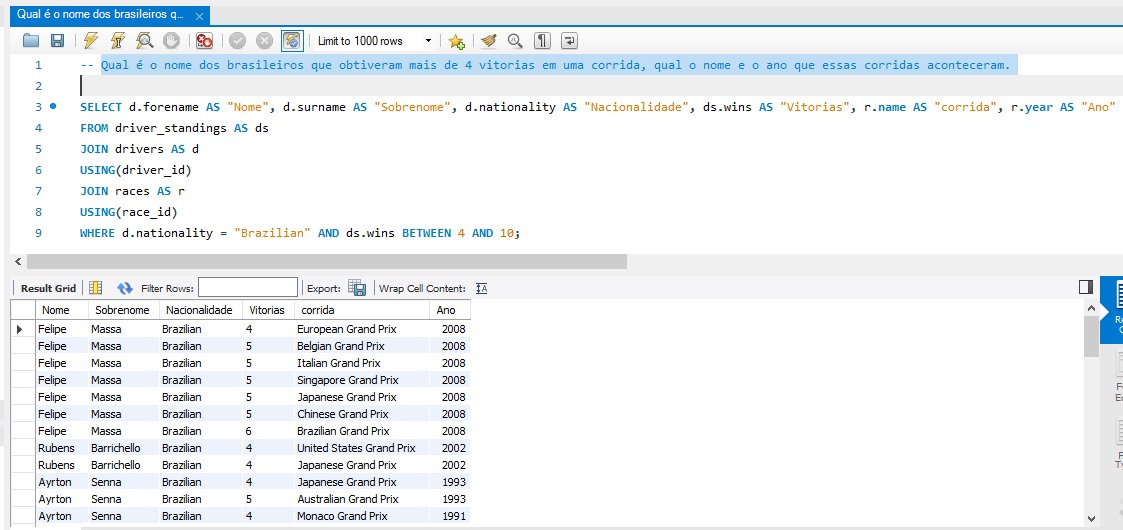 Qual é o nome dos brasileiros q...
Limit to 1000 rows
1 -- Qual é o nome dos brasileiros que obtiveram mais de 4 vitorias em uma corrida, qual o nome e o ano que essas corridas aconteceram.
2
3 SELECT d.forename AS "Nome", d.surname AS "Sobrenome", d.nationality AS "Nacionalidade", ds.wins AS "Vitorias", r.name AS "corrida", r.year AS "Ano"
4 FROM driver_standings AS ds
5 JOIN drivers AS d
6 USING(driver_id)
7 JOIN races AS r
8 USING(race_id)
9 WHERE d.nationality = "Brazilian" AND ds.wins BETWEEN 4 AND 10;
Result Grid Filter Rows: Export: Wrap Cell Content:
Nome Sobrenome Nacionalidade Vitorias corrida Ano
Felipe Massa Brazilian 4 European Grand Prix 2008
Felipe Massa Brazilian 5 Belgian Grand Prix 2008
Felipe Massa Brazilian 5 Italian Grand Prix 2008
Felipe Massa Brazilian 5 Singapore Grand Prix 2008
Felipe Massa Brazilian 5 Japanese Grand Prix 2008
Felipe Massa Brazilian 5 Chinese Grand Prix 2008
Felipe Massa Brazilian 6 Brazilian Grand Prix 2008
Rubens Barrichello Brazilian 4 United States Grand Prix 2002
Rubens Barrichello Brazilian 4 Japanese Grand Prix 2002
Ayrton Senna Brazilian 4 Japanese Grand Prix 1993
Ayrton Senna Brazilian 5 Australian Grand Prix 1993
Ayrton Senna Brazilian 4 Monaco Grand Prix 1991